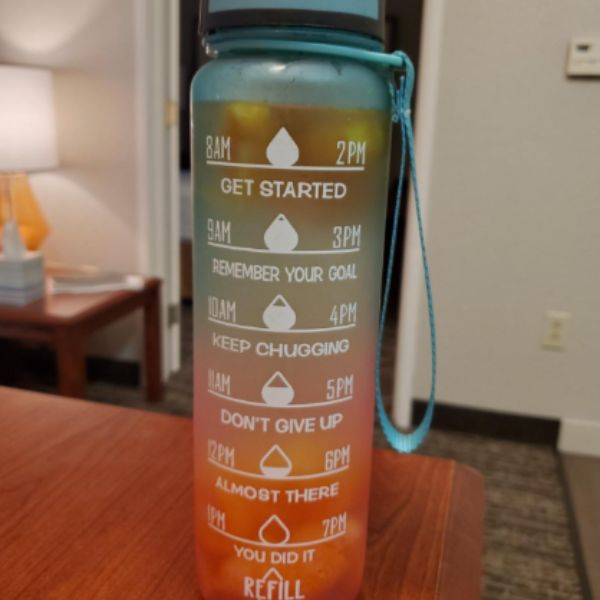 8AM 2PM
GET STARTED
9AM 3PM
REMEMBER YOUR GOAL
10AM 4PM
KEEP CHUGGING
11AM 5PM
DON'T GIVE UP
12PM 6PM
ALMOST THERE
1PM 7PM
YOU DID IT
REFILL